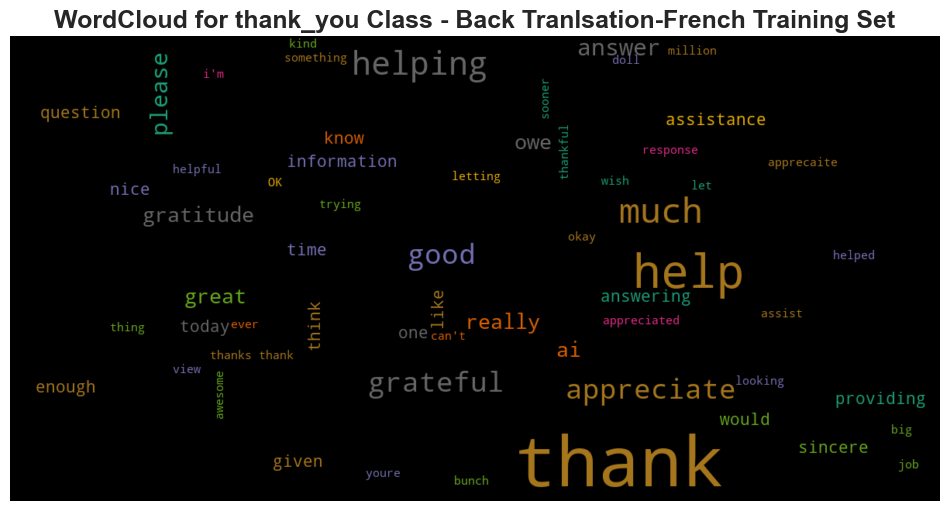 WordCloud for thank_you Class - Back Tranlsation-French Training Set
kind
something
i'm
please
question
helping
answer
million
doll
sooner
assistance
know
owe
thankful
response
information
apprecaite
helpful
OK
letting
wish
let
nice
trying
gratitude
much
okay
time
good
helped
help
great
like
answering
think
really
appreciated
assist
thing
today
ever
one
can't
ai
thanks thank
view
awesome
enough
grateful
appreciate
looking
providing
would
big
sincere
given
thank
job
youre
bunch